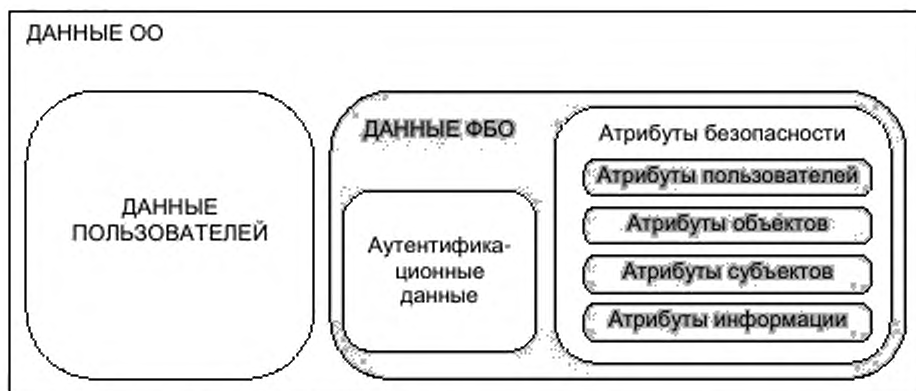 ДАННЫЕ ОО
ДАННЫЕ
ПОЛЬЗОВАТЕЛЕЙ
ДАННЫЕ ФБО
Аутентифика-
ционные
данные
Атрибуты безопасности
Атрибуты пользователей
Атрибуты объектов
Атрибуты субъектов
Атрибуты информации